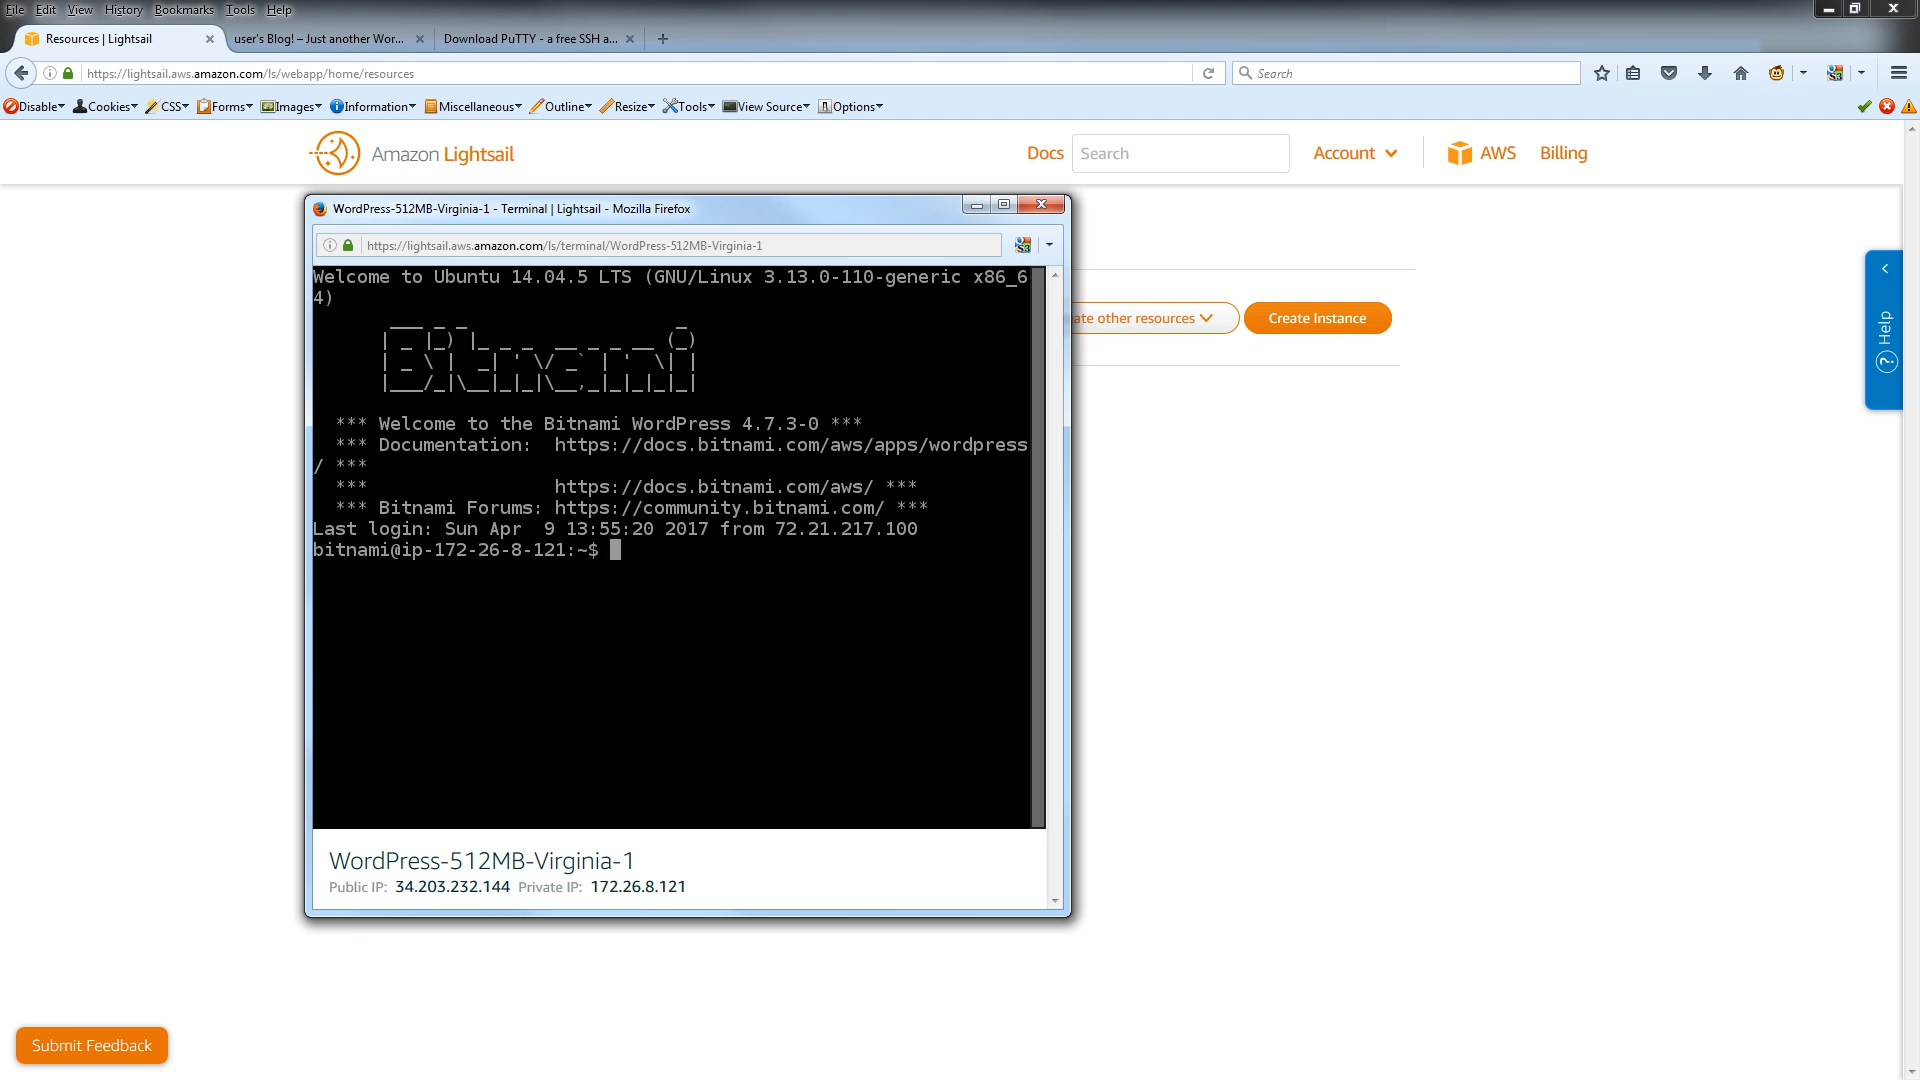 File Edit View History Bookmarks Tools Help
Resources | Lightsail
user's Blog! – Just another Wor...
Download PuTTY - a free SSH a...
https://lightsail.aws.amazon.com/ls/webapp/home/resources
Search
Disable Cookies CSS Forms Images Information Miscellaneous Outline Resize Tools View Source Options
Amazon Lightsail
Docs
Search
Account
AWS
Billing
WordPress-512MB-Virginia-1 - Terminal | Lightsail - Mozilla Firefox
https://lightsail.aws.amazon.com/ls/terminal/WordPress-512MB-Virginia-1
Welcome to Ubuntu 14.04.5 LTS (GNU/Linux 3.13.0-110-generic x86_6
4)
Bitnami
*** Welcome to the Bitnami WordPress 4.7.3-0 ***
*** Documentation: https://docs.bitnami.com/aws/apps/wordpress
/ ***
*** https://docs.bitnami.com/aws/ ***
*** Bitnami Forums: https://community.bitnami.com/ ***
Last login: Sun Apr 9 13:55:20 2017 from 72.21.217.100
bitnami@ip-172-26-8-121:~$
WordPress-512MB-Virginia-1
Public IP: 34.203.232.144 Private IP: 172.26.8.121
ate other resources
Create Instance
? Help
Submit Feedback